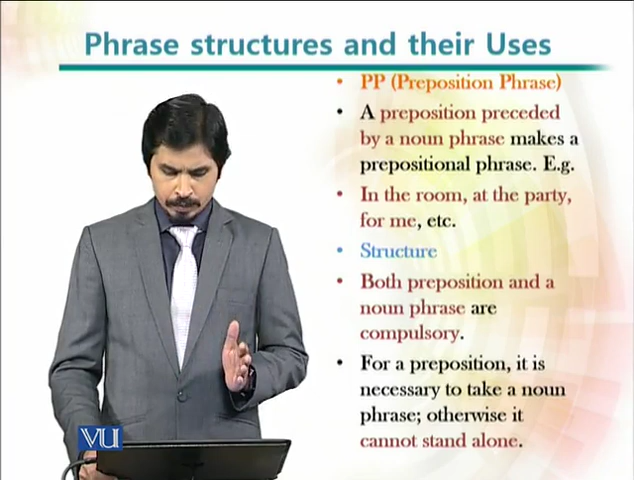 Phrase structures and their Uses
• PP (Preposition Phrase)
• A preposition preceded
by a noun phrase makes a
prepositional phrase. E.g.
• In the room, at the party,
for me, etc.
• Structure
• Both preposition and a
noun phrase are
compulsory.
• For a preposition, it is
necessary to take a noun
phrase; otherwise it
cannot stand alone.
VU